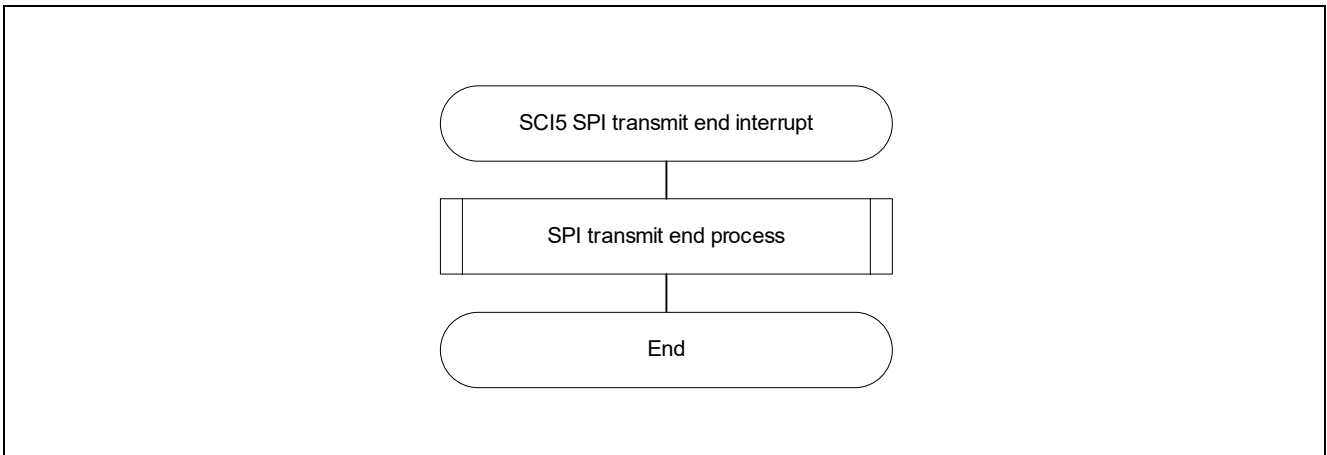 SCI5 SPI transmit end interrupt
SPI transmit end process
End